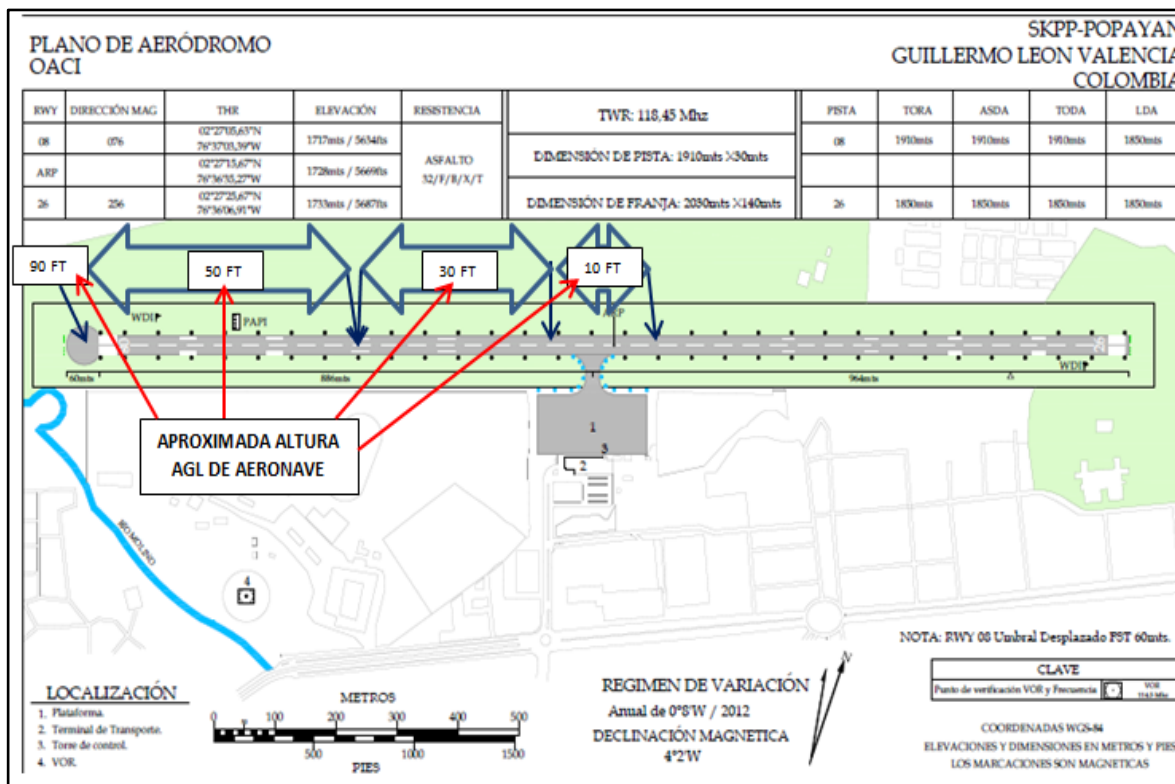 PLANO DE AERÓDROMO
OACI
SKPP-POPAYAN
GUILLERMO LEON VALENCIA
COLOMBIA
RWY DIRECCIÓN MAG THR ELEVACIÓN RESISTENCIA
08 076 02°27'05,63"N 76°37'03,39"W 1717mts / 5634fts
ARP 02°27'15,67"N 76°36'35,27"W 1728mts / 5669fts
26 256 02°27'25,67"N 76°36'06,91"W 1733mts / 5687fts
ASFALTO
32/F/B/X/T
TWR: 118,45 Mhz
DIMENSIÓN DE PISTA: 1910mts X30mts
DIMENSIÓN DE FRANJA: 2030mts X140mts
PISTA TORA ASDA TODA LDA
08 1910mts 1910mts 1910mts 1850mts
26 1850mts 1850mts 1850mts 1850mts
90 FT
50 FT
30 FT
10 FT
WDI
PAPI
ARP
26
WDI
60mts
886mts
964mts
APROXIMADA ALTURA
AGL DE AERONAVE
1
3
2
RIO MOLINO
4
N
NOTA: RWY 08 Umbral Desplazado PST 60mts.
CLAVE
Punto de verificación VOR y Frecuencia
VOR
LOCALIZACIÓN
1. Plataforma.
2. Terminal de Transporte.
3. Torre de control.
4. VOR.
METROS
100 0 100 200 300 400 500
500 1000 1500
PIES
REGIMEN DE VARIACIÓN
Anual de 0°8'W / 2012
DECLINACIÓN MAGNETICA
4°2'W
COORDENADAS WGS-84
ELEVACIONES Y DIMENSIONES EN METROS Y PIES
LOS MARCACIONES SON MAGNETICAS